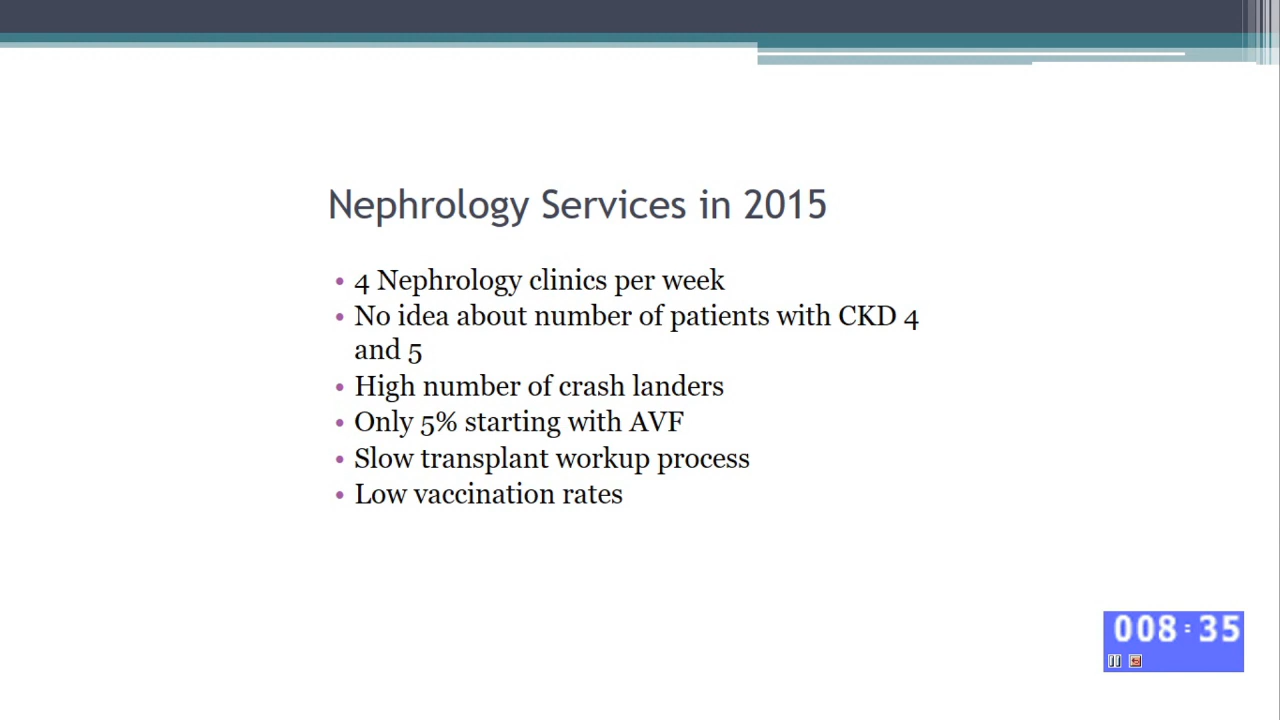 Nephrology Services in 2015
• 4 Nephrology clinics per week
• No idea about number of patients with CKD 4
and 5
• High number of crash landers
• Only 5% starting with AVF
• Slow transplant workup process
• Low vaccination rates
008:35